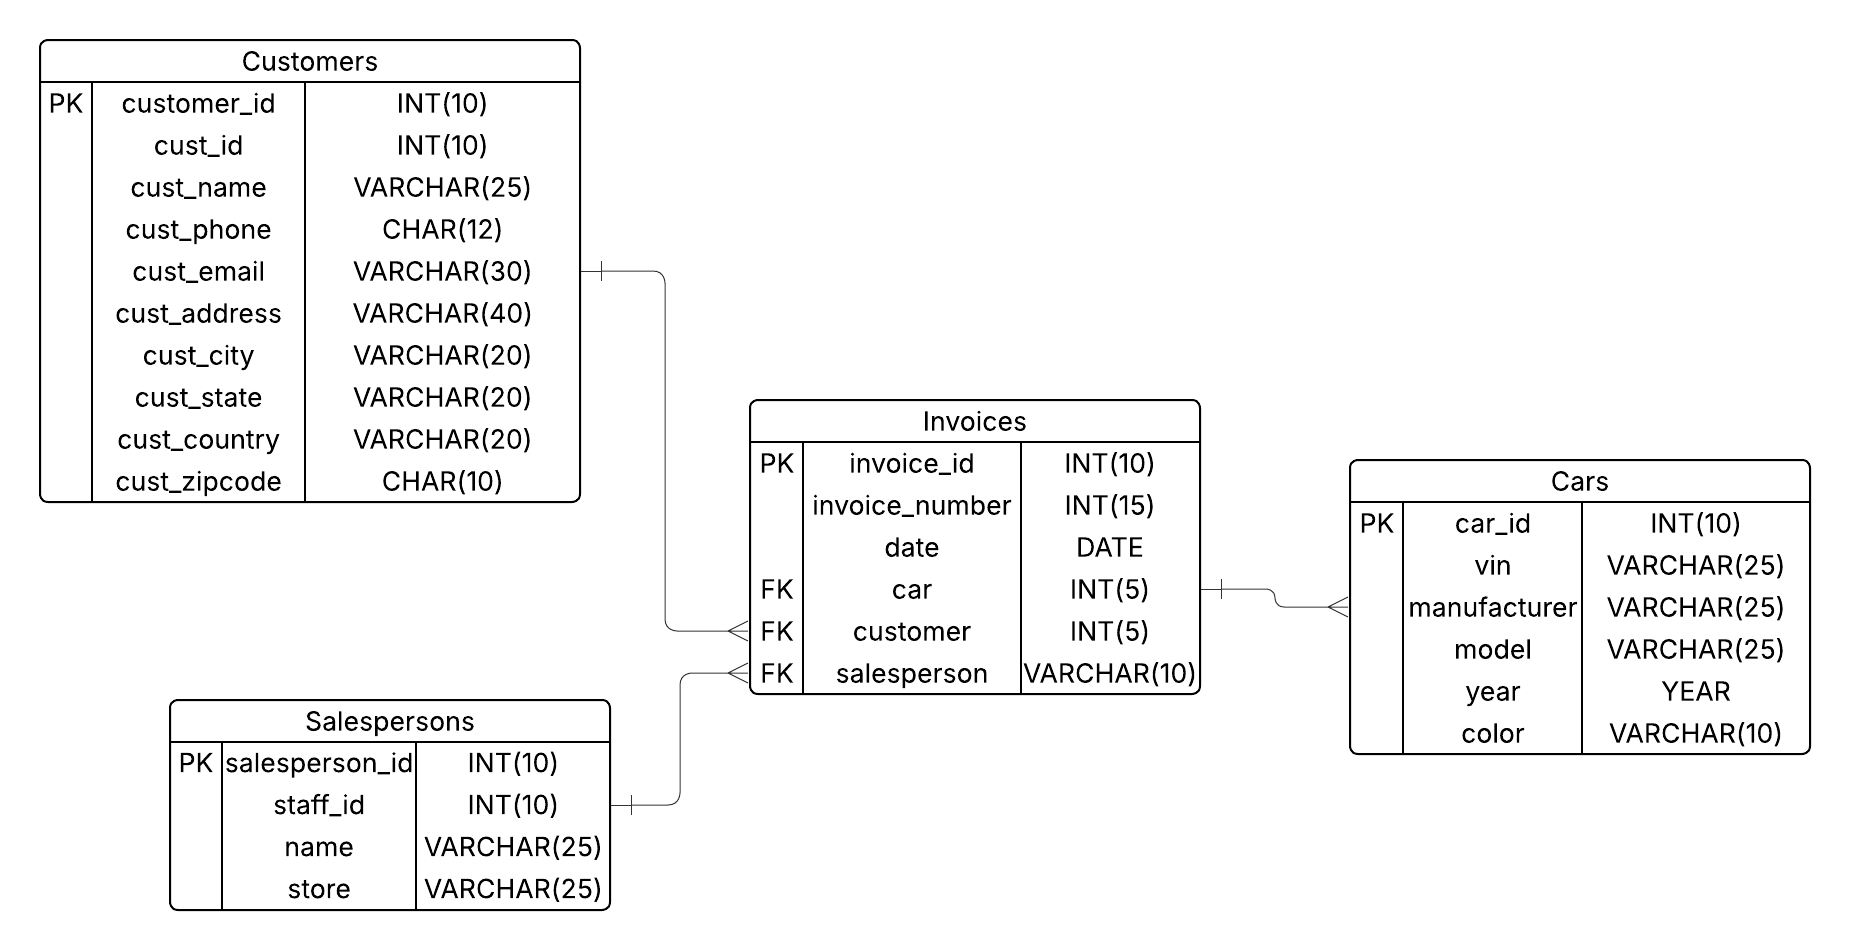 Customers
PK customer_id INT(10)
cust_id INT(10)
cust_name VARCHAR(25)
cust_phone CHAR(12)
cust_email VARCHAR(30)
cust_address VARCHAR(40)
cust_city VARCHAR(20)
cust_state VARCHAR(20)
cust_country VARCHAR(20)
cust_zipcode CHAR(10)
Invoices
PK invoice_id INT(10)
invoice_number INT(15)
date DATE
FK car INT(5)
FK customer INT(5)
FK salesperson VARCHAR(10)
Cars
PK car_id INT(10)
vin VARCHAR(25)
manufacturer VARCHAR(25)
model VARCHAR(25)
year YEAR
color VARCHAR(10)
Salespersons
PK salesperson_id INT(10)
staff_id INT(10)
name VARCHAR(25)
store VARCHAR(25)